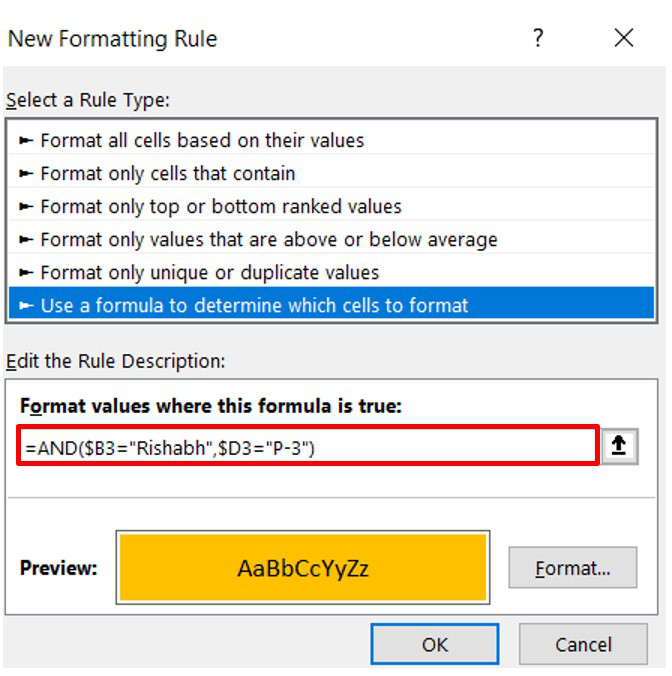 New Formatting Rule ?
Select a Rule Type:
► Format all cells based on their values
► Format only cells that contain
► Format only top or bottom ranked values
► Format only values that are above or below average
► Format only unique or duplicate values
► Use a formula to determine which cells to format
Edit the Rule Description:
Format values where this formula is true:
=AND($B3="Rishabh",$D3="P-3")
Preview: AaBbCcYyZz Format...
OK Cancel